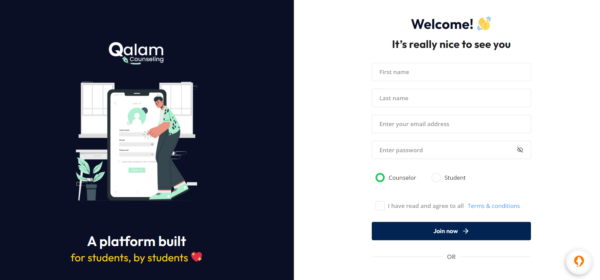 Qalam
Counseling
A platform built
for students, by students
Welcome!
It's really nice to see you
First name
Last name
Enter your email address
Enter password
Counselor
Student
I have read and agree to all Terms & conditions
Join now
OR